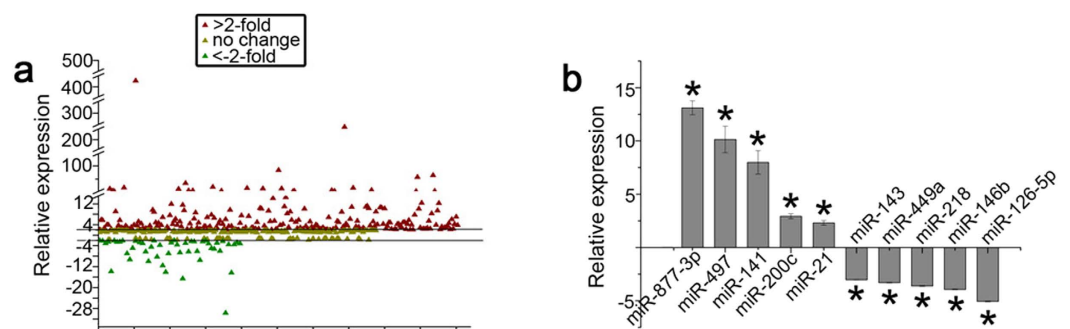 a
>2-fold
no change
<-2-fold
Relative expression
500
400
300
200
100
12
4
-4
-12
-20
-28
b
Relative expression
15
10
5
-5
* * * * *
miR-877-3p
miR-497
miR-141
miR-200c
miR-21
miR-143
miR-449a
miR-218
miR-146b
miR-126-5p
* * * * *